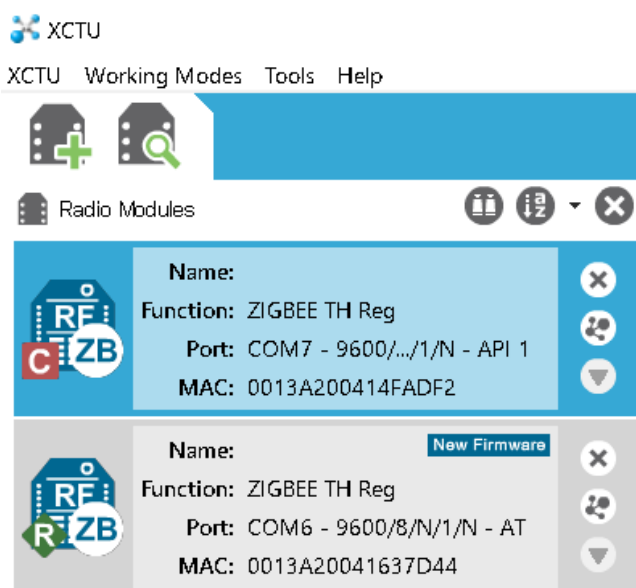 XCTU
XCTU Working Modes Tools Help
Radio Modules
Name:
Function: ZIGBEE TH Reg
Port: COM7 - 9600/.../1/N - API 1
MAC: 0013A200414FADF2
RF
C ZB
Name: New Firmware
Function: ZIGBEE TH Reg
Port: COM6 - 9600/8/N/1/N - AT
MAC: 0013A20041637D44
RF
R ZB